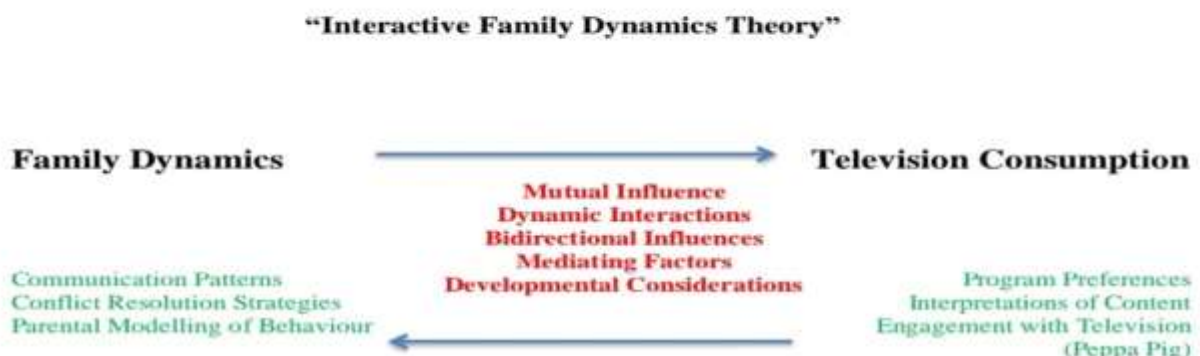 “Interactive Family Dynamics Theory”
Family Dynamics
Television Consumption
Mutual Influence
Dynamic Interactions
Bidirectional Influences
Mediating Factors
Developmental Considerations
Communication Patterns
Conflict Resolution Strategies
Parental Modelling of Behaviour
Program Preferences
Interpretations of Content
Engagement with Television
(Peppa Pig)